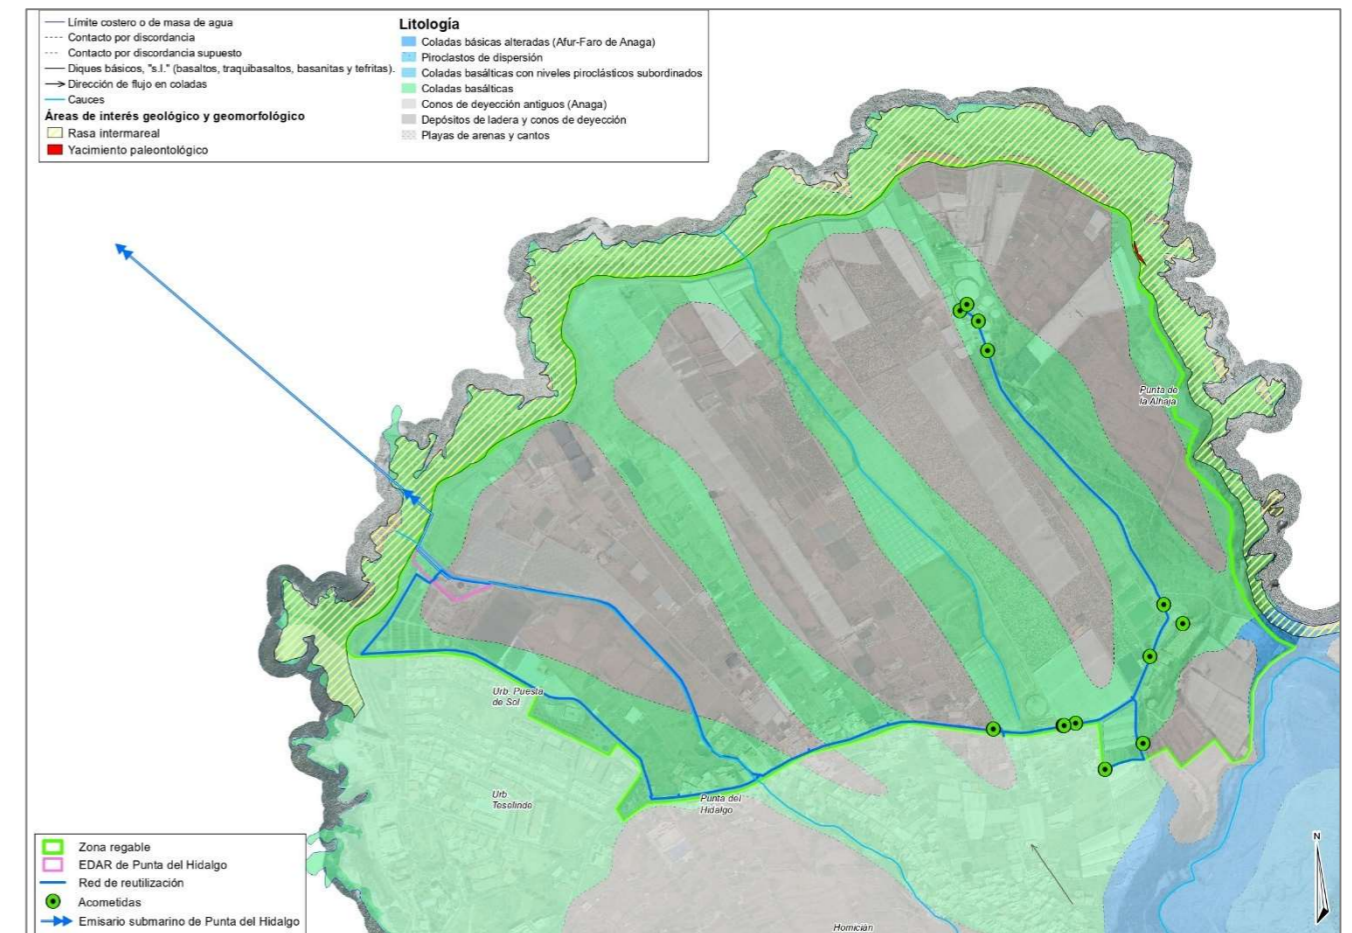 Límite costero o de masa de agua
Contacto por discordancia
Contacto por discordancia supuesto
Diques básicos, "s.l." (basaltos, traquibasaltos, basanitas y tefritas).
Dirección de flujo en coladas
Cauces
Áreas de interés geológico y geomorfológico
Rasa intermareal
Yacimiento paleontológico
Litología
Coladas básicas alteradas (Afur-Faro de Anaga)
Piroclastos de dispersión
Coladas basálticas con niveles piroclásticos subordinados
Coladas basálticas
Conos de deyección antiguos (Anaga)
Depósitos de ladera y conos de deyección
Playas de arenas y cantos
Punta de
la Alhaja
Urb. Puesta
de Sol
Urb
Tesolinde
Punta del
Hidalgo
Homicián
N
Zona regable
EDAR de Punta del Hidalgo
Red de reutilización
Acometidas
Emisario submarino de Punta del Hidalgo